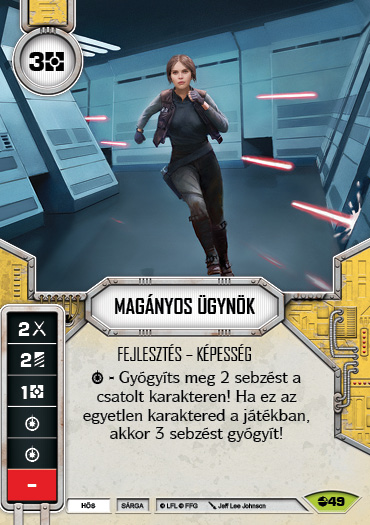 3
MAGÁNYOS ÜGYNÖK
FEJLESZTÉS – KÉPESSÉG
- Gyógyíts meg 2 sebzést a
csatolt karakteren! Ha ez az
egyetlen karaktered a játékban,
akkor 3 sebzést gyógyít!
2
2
1
–
HŐS
SÁRGA
© LFL © FFG
Jeff Lee Johnson
49